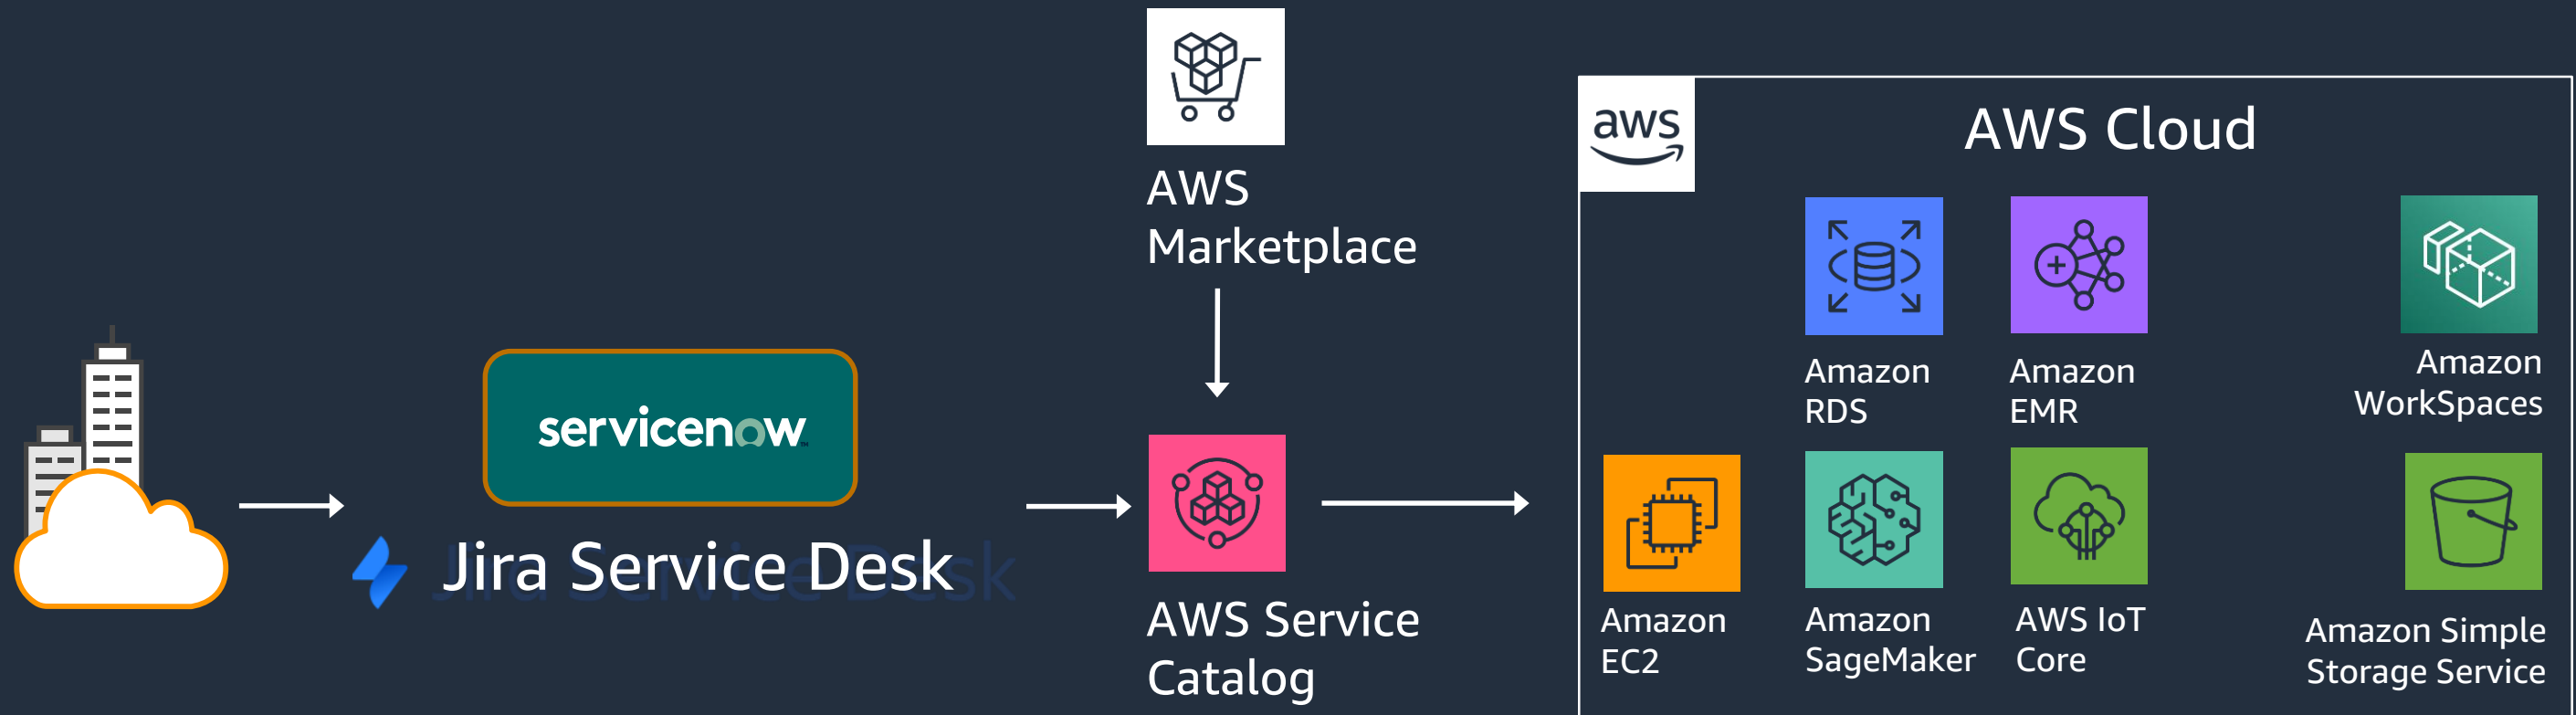 AWS
Marketplace
servicenow™
Jira Service Desk
AWS Service
Catalog
aws
AWS Cloud
Amazon
RDS
Amazon
EMR
Amazon
WorkSpaces
Amazon
EC2
Amazon
SageMaker
AWS IoT
Core
Amazon Simple
Storage Service